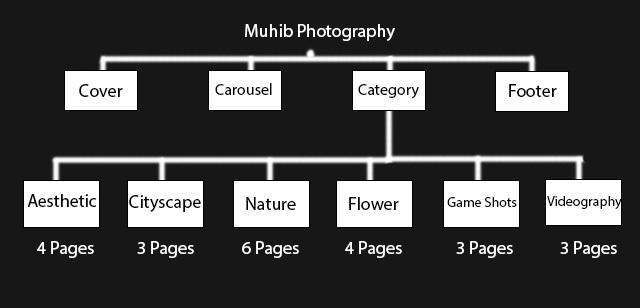 Muhib Photography
Cover
Carousel
Category
Footer
Aesthetic
Cityscape
Nature
Flower
Game Shots
Videography
4 Pages
3 Pages
6 Pages
4 Pages
3 Pages
3 Pages